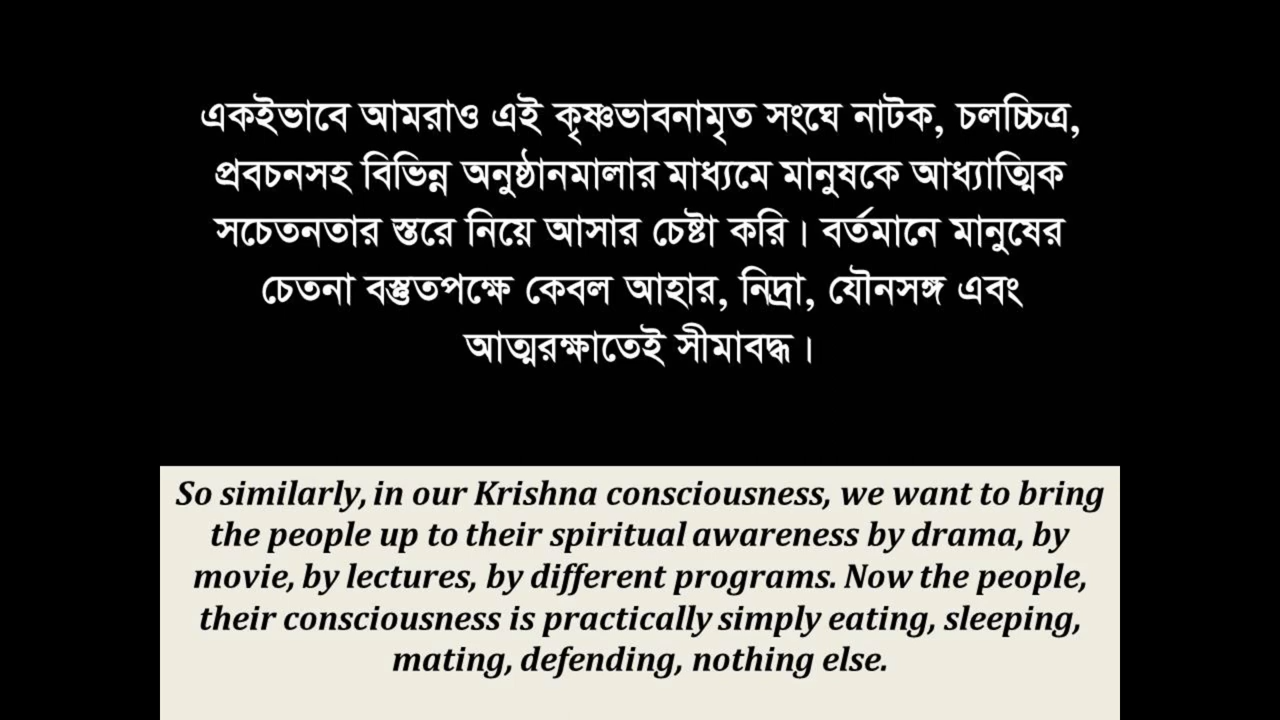 একইভাবে আমরাও এই কৃষ্ণভাবনামৃত সংঘে নাটক, চলচ্চিত্র,
প্রবচনসহ বিভিন্ন অনুষ্ঠানমালার মাধ্যমে মানুষকে আধ্যাত্মিক
সচেতনতার স্তরে নিয়ে আসার চেষ্টা করি। বর্তমানে মানুষের
চেতনা বস্তুতপক্ষে কেবল আহার, নিদ্রা, যৌনসঙ্গ এবং
আত্মরক্ষাতেই সীমাবদ্ধ।
So similarly, in our Krishna consciousness, we want to bring
the people up to their spiritual awareness by drama, by
movie, by lectures, by different programs. Now the people,
their consciousness is practically simply eating, sleeping,
mating, defending, nothing else.